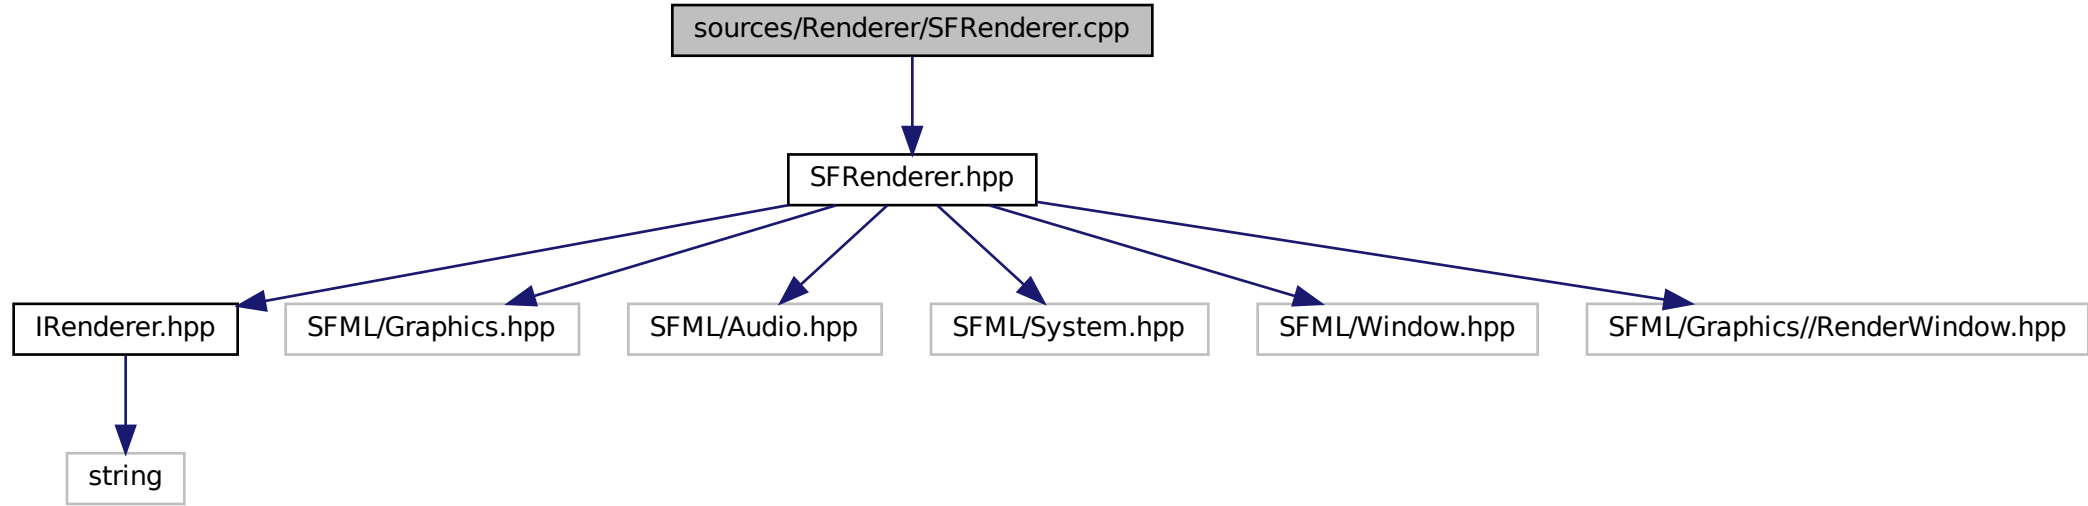 sources/Renderer/SFRenderer.cpp
SFRenderer.hpp
IRenderer.hpp
SFML/Graphics.hpp
SFML/Audio.hpp
SFML/System.hpp
SFML/Window.hpp
SFML/Graphics//RenderWindow.hpp
string